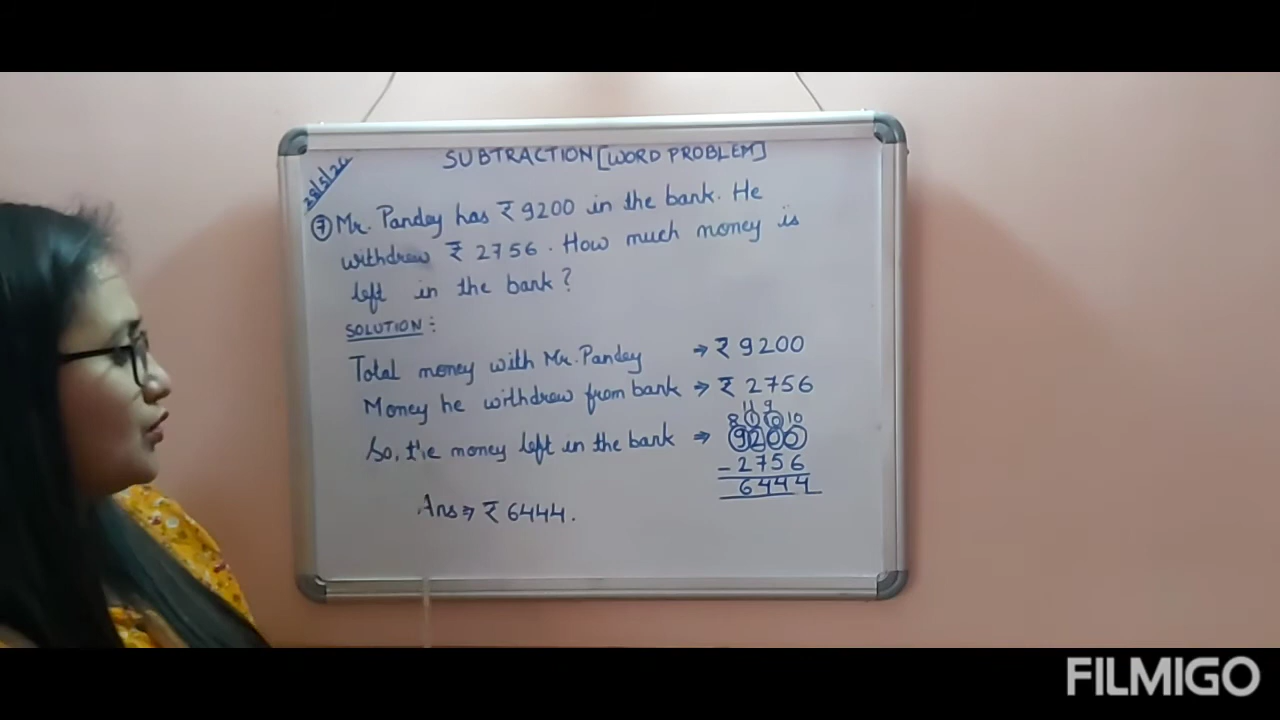 SUBTRACTION [WORD PROBLEM]
28/5/20
7 Mr. Pandey has ₹ 9200 in the bank. He
withdrew ₹ 2756. How much money is
left in the bank?
SOLUTION:
Total money with Mr. Pandey → ₹ 9200
Money he withdrew from bank → ₹ 2756
11 9
8 1 10 10
So, the money left in the bank ⇒ 9200
- 2756
6444
Ans ⇒ ₹ 6444.
FILMIGO